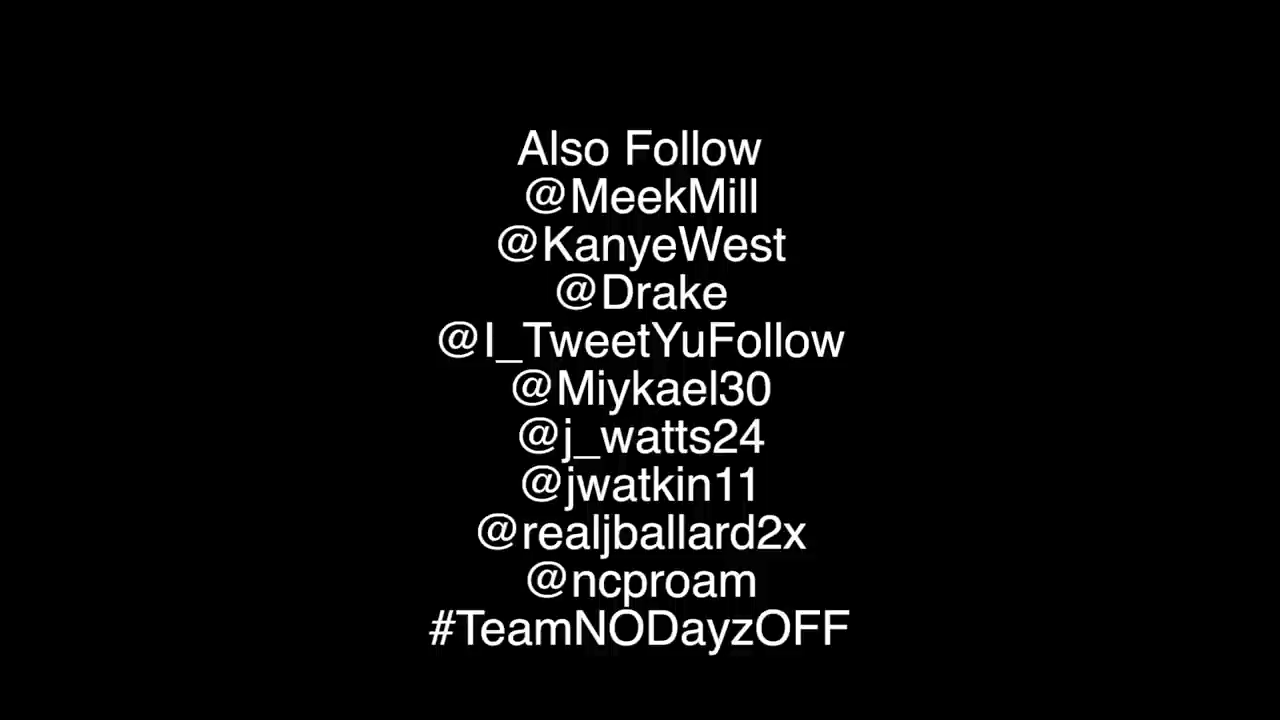 Also Follow
@MeekMill
@KanyeWest
@Drake
@I_TweetYuFollow
@Miykael30
@j_watts24
@jwatkin11
@realjballard2x
@ncproam
#TeamNODayzOFF